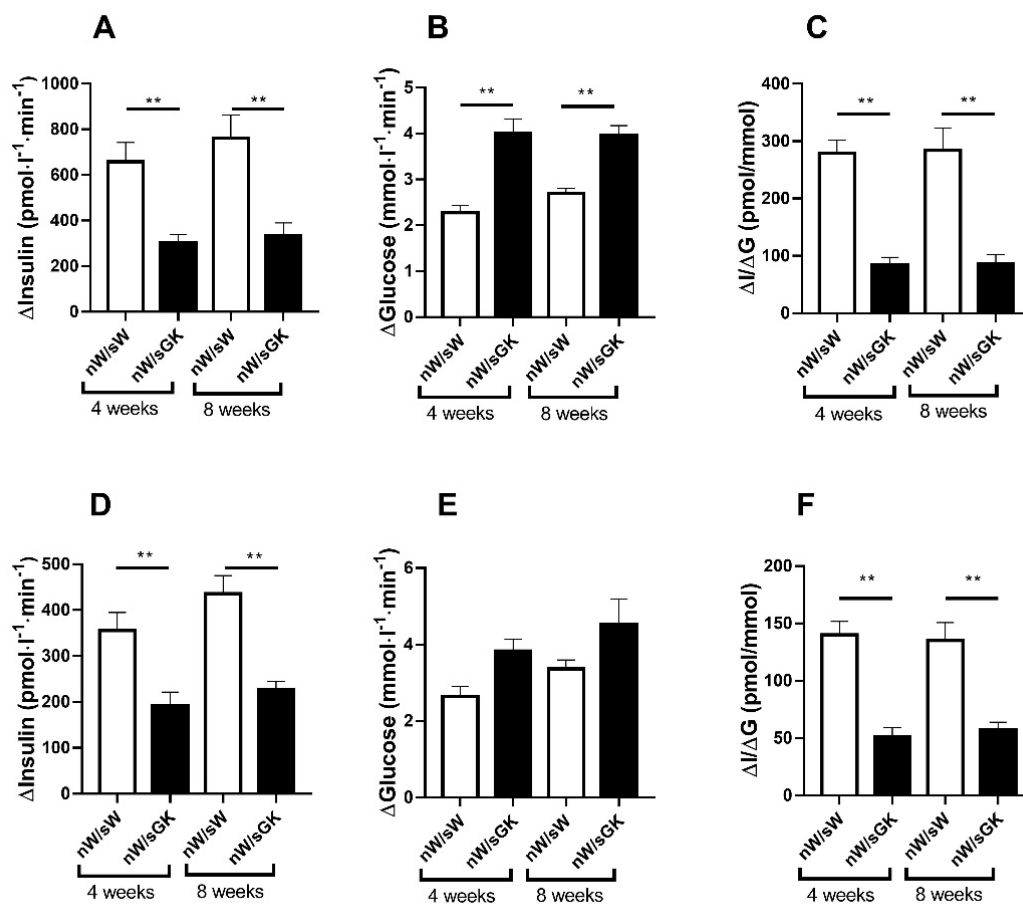 A
ΔInsulin (pmol·l⁻¹·min⁻¹)
1000
800
600
400
200
0
**
**
nW/sW
nW/sGK
nW/sW
nW/sGK
4 weeks
8 weeks
B
ΔGlucose (mmol·l⁻¹·min⁻¹)
5
4
3
2
1
0
**
**
nW/sW
nW/sGK
nW/sW
nW/sGK
4 weeks
8 weeks
C
ΔI/ΔG (pmol/mmol)
400
300
200
100
0
**
**
nW/sW
nW/sGK
nW/sW
nW/sGK
4 weeks
8 weeks
D
ΔInsulin (pmol·l⁻¹·min⁻¹)
500
400
300
200
100
0
**
**
nW/sW
nW/sGK
nW/sW
nW/sGK
4 weeks
8 weeks
E
ΔGlucose (mmol·l⁻¹·min⁻¹)
6
4
2
0
nW/sW
nW/sGK
nW/sW
nW/sGK
4 weeks
8 weeks
F
ΔI/ΔG (pmol/mmol)
200
150
100
50
0
**
**
nW/sW
nW/sGK
nW/sW
nW/sGK
4 weeks
8 weeks